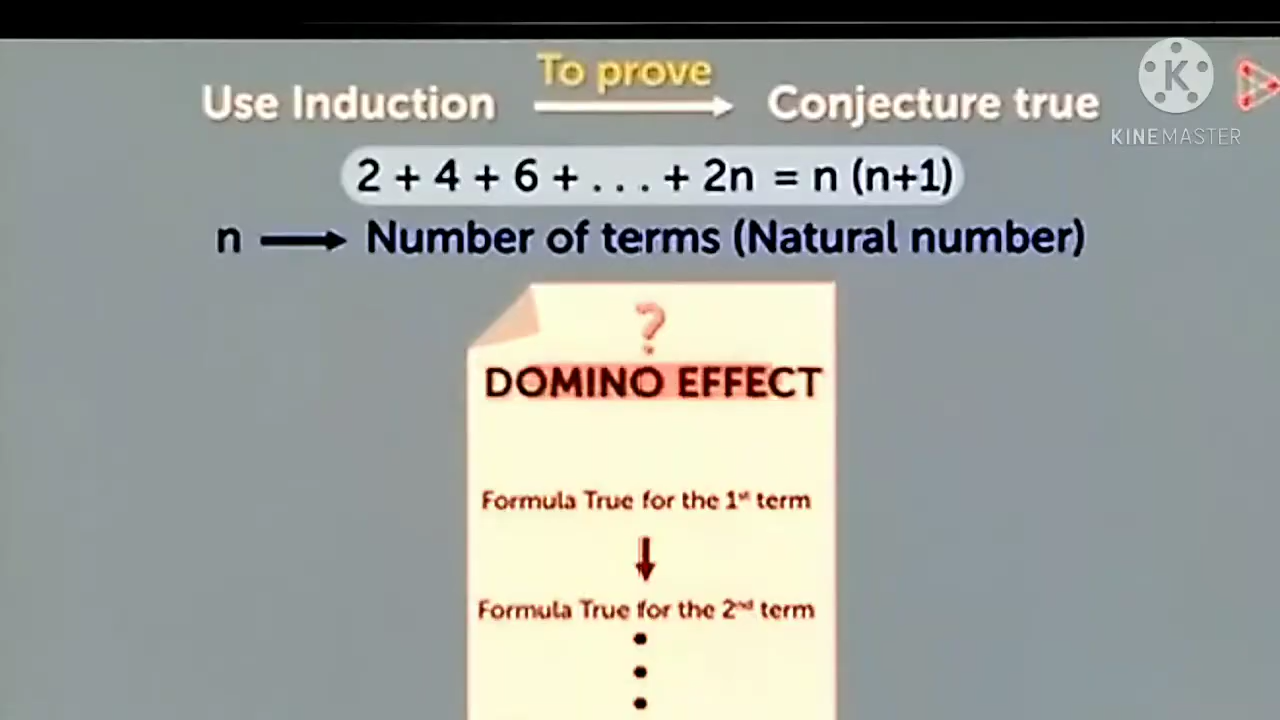 To prove
Use Induction → Conjecture true
K
KINEMASTER
2 + 4 + 6 + . . . + 2n = n (n+1)
n → Number of terms (Natural number)
?
DOMINO EFFECT
Formula True for the 1st term
Formula True for the 2nd term